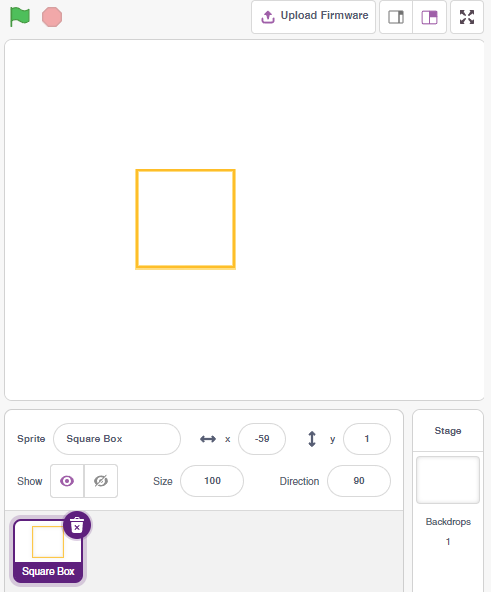 Upload Firmware
Sprite Square Box x -59 y 1
Show Size 100 Direction 90
Square Box
Stage
Backdrops
1